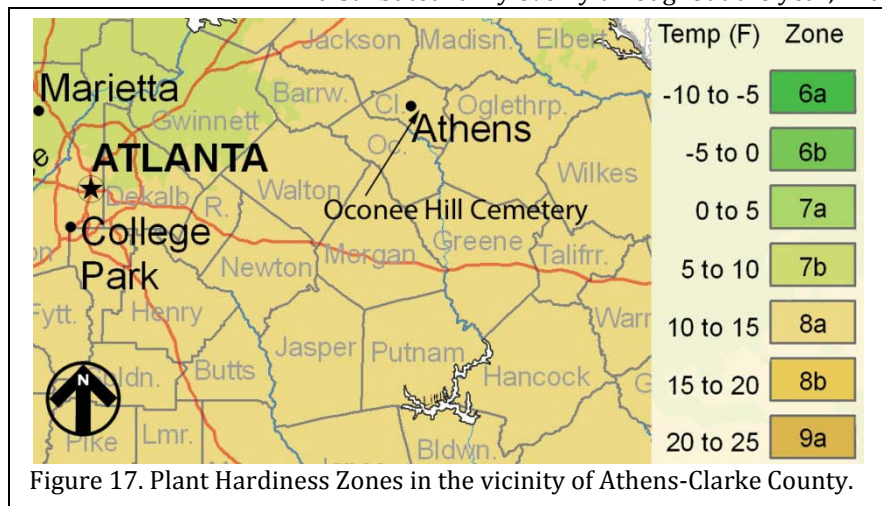 Jackson Madisn. Elbert
Temp (F) Zone
Marietta
Barrw. Cl. Oglethrp.
-10 to -5 6a
Gwinnett
Athens
Oc.
-5 to 0 6b
ATLANTA
Wilkes
Dekalb R. Walton
Oconee Hill Cemetery
0 to 5 7a
College
Park
Newton Morgan Greene Talifrr.
5 to 10 7b
Fytt. Henry
War
10 to 15 8a
N
Butts Jasper Putnam Hancock
15 to 20 8b
Lmr.
Bldwn.
20 to 25 9a
Figure 17. Plant Hardiness Zones in the vicinity of Athens-Clarke County.